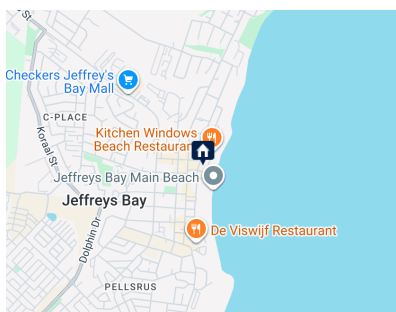 St
Checkers Jeffrey's
Bay Mall
C-PLACE
Koraal St
Kitchen Windows
Beach Restaurant
Jeffreys Bay Main Beach
Jeffreys Bay
Dolphin Dr
De Viswijf Restaurant
PELLSRUS